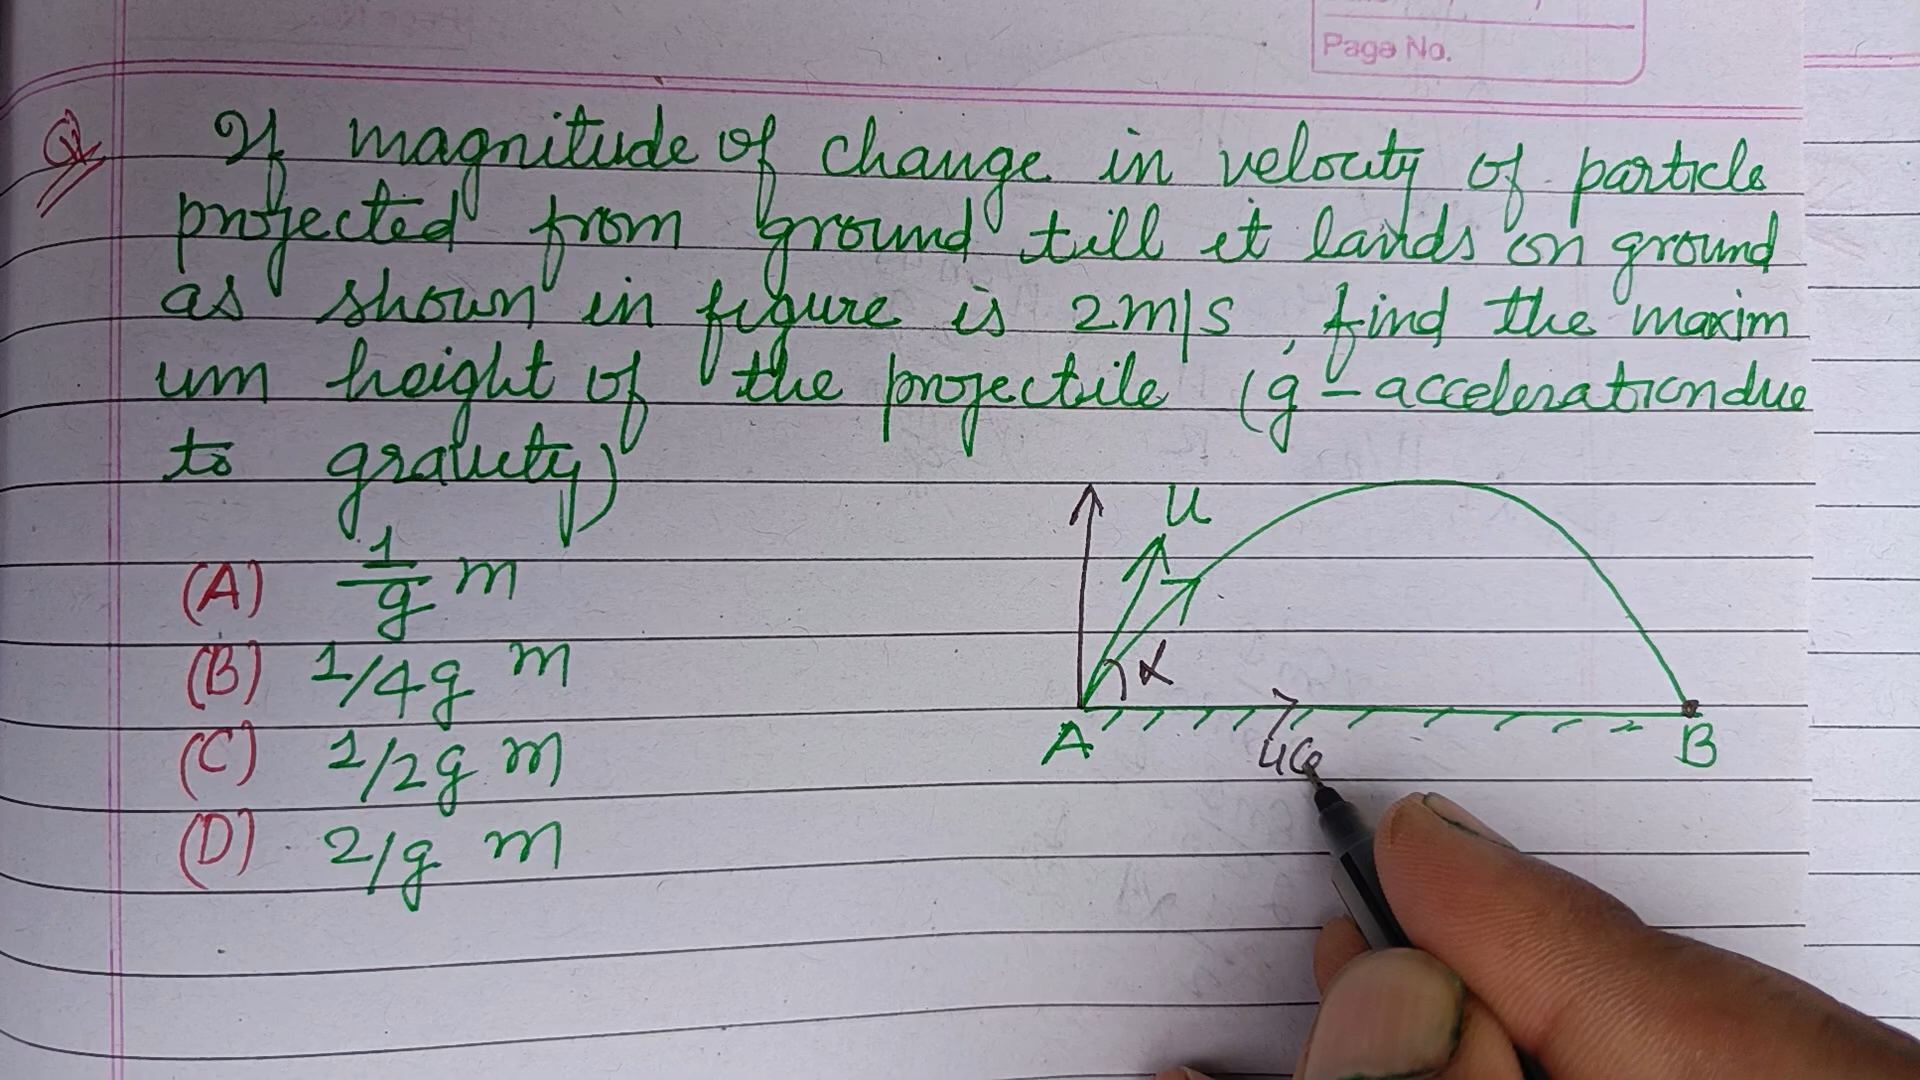 Page No.
Q
If magnitude of change in velocity of particle
projected from ground till it lands on ground
as shown in figure is 2m/s, find the maxim
um height of the projectile (g - acceleration due
to gravity)
(A) 1/g m
(B) 1/4g m
(C) 1/2g m
(D) 2/g m
u
α
A
B